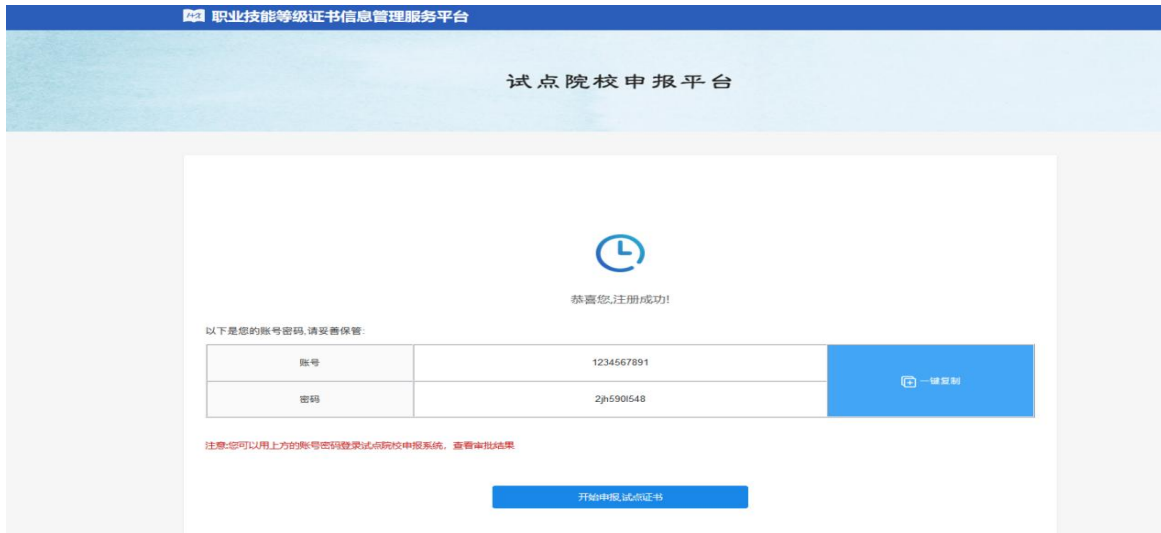 职业技能等级证书信息管理服务平台
试点院校申报平台
恭喜您,注册成功!
以下是您的账号密码,请妥善保管:
账号 1234567891
一键复制
密码 2jh590l548
注意:您可以用上方的账号密码登录试点院校申报系统，查看审批结果
开始申报,试点证书